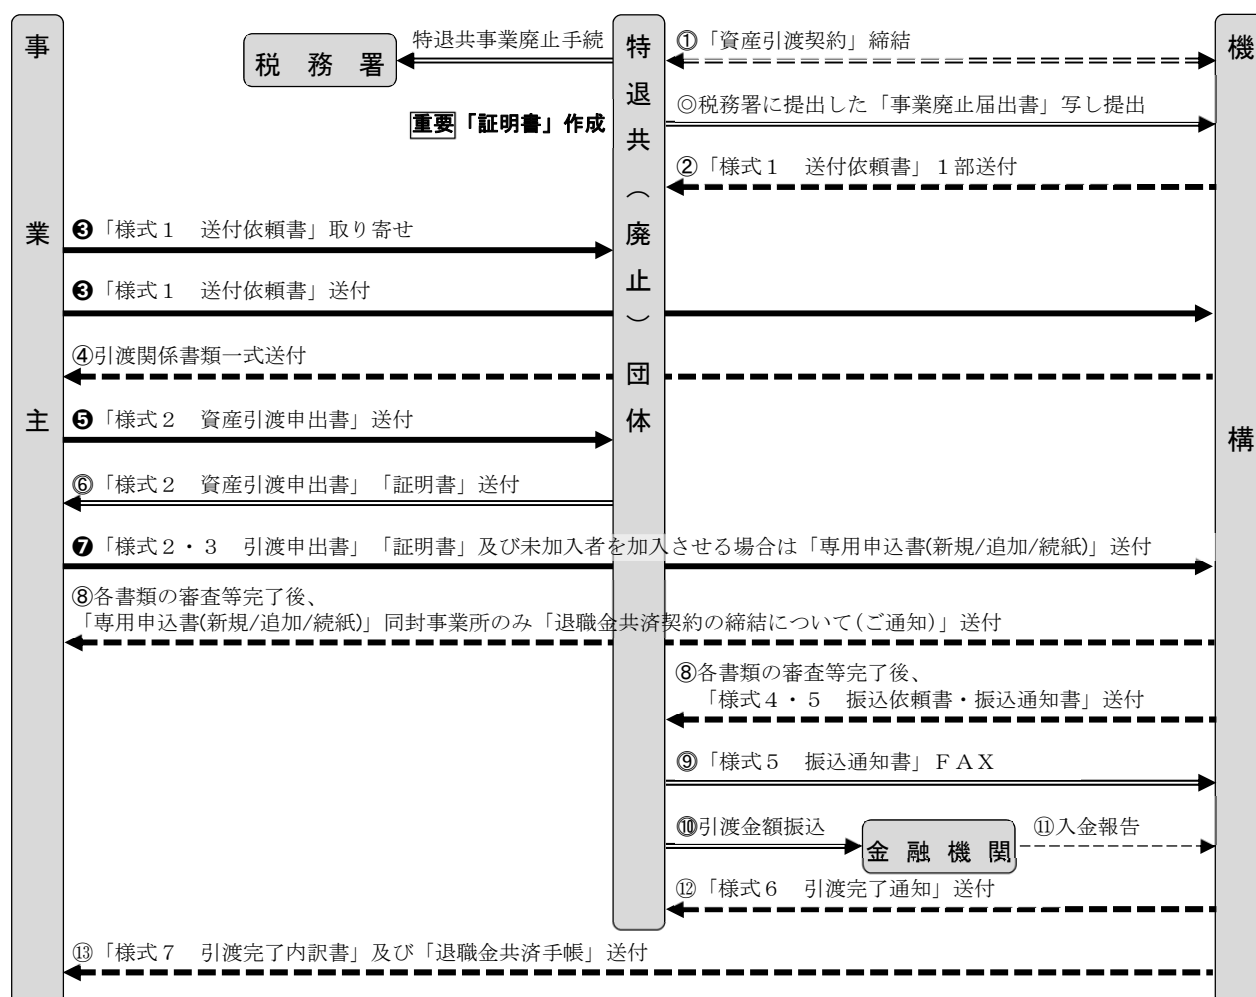 事業主
特退共（廃止）団体
機構
税務署
特退共事業廃止手続
①「資産引渡契約」締結
◎税務署に提出した「事業廃止届出書」写し提出
重要「証明書」作成
②「様式１　送付依頼書」１部送付
❸「様式１　送付依頼書」取り寄せ
❸「様式１　送付依頼書」送付
④引渡関係書類一式送付
❺「様式２　資産引渡申出書」送付
⑥「様式２　資産引渡申出書」「証明書」送付
❼「様式２・３　引渡申出書」「証明書」及び未加入者を加入させる場合は「専用申込書(新規/追加/続紙)」送付
⑧各書類の審査等完了後、
「専用申込書(新規/追加/続紙)」同封事業所のみ「退職金共済契約の締結について(ご通知)」送付
⑧各書類の審査等完了後、
「様式４・５　振込依頼書・振込通知書」送付
⑨「様式５　振込通知書」ＦＡＸ
⑩引渡金額振込
金融機関
⑪入金報告
⑫「様式６　引渡完了通知」送付
⑬「様式７　引渡完了内訳書」及び「退職金共済手帳」送付